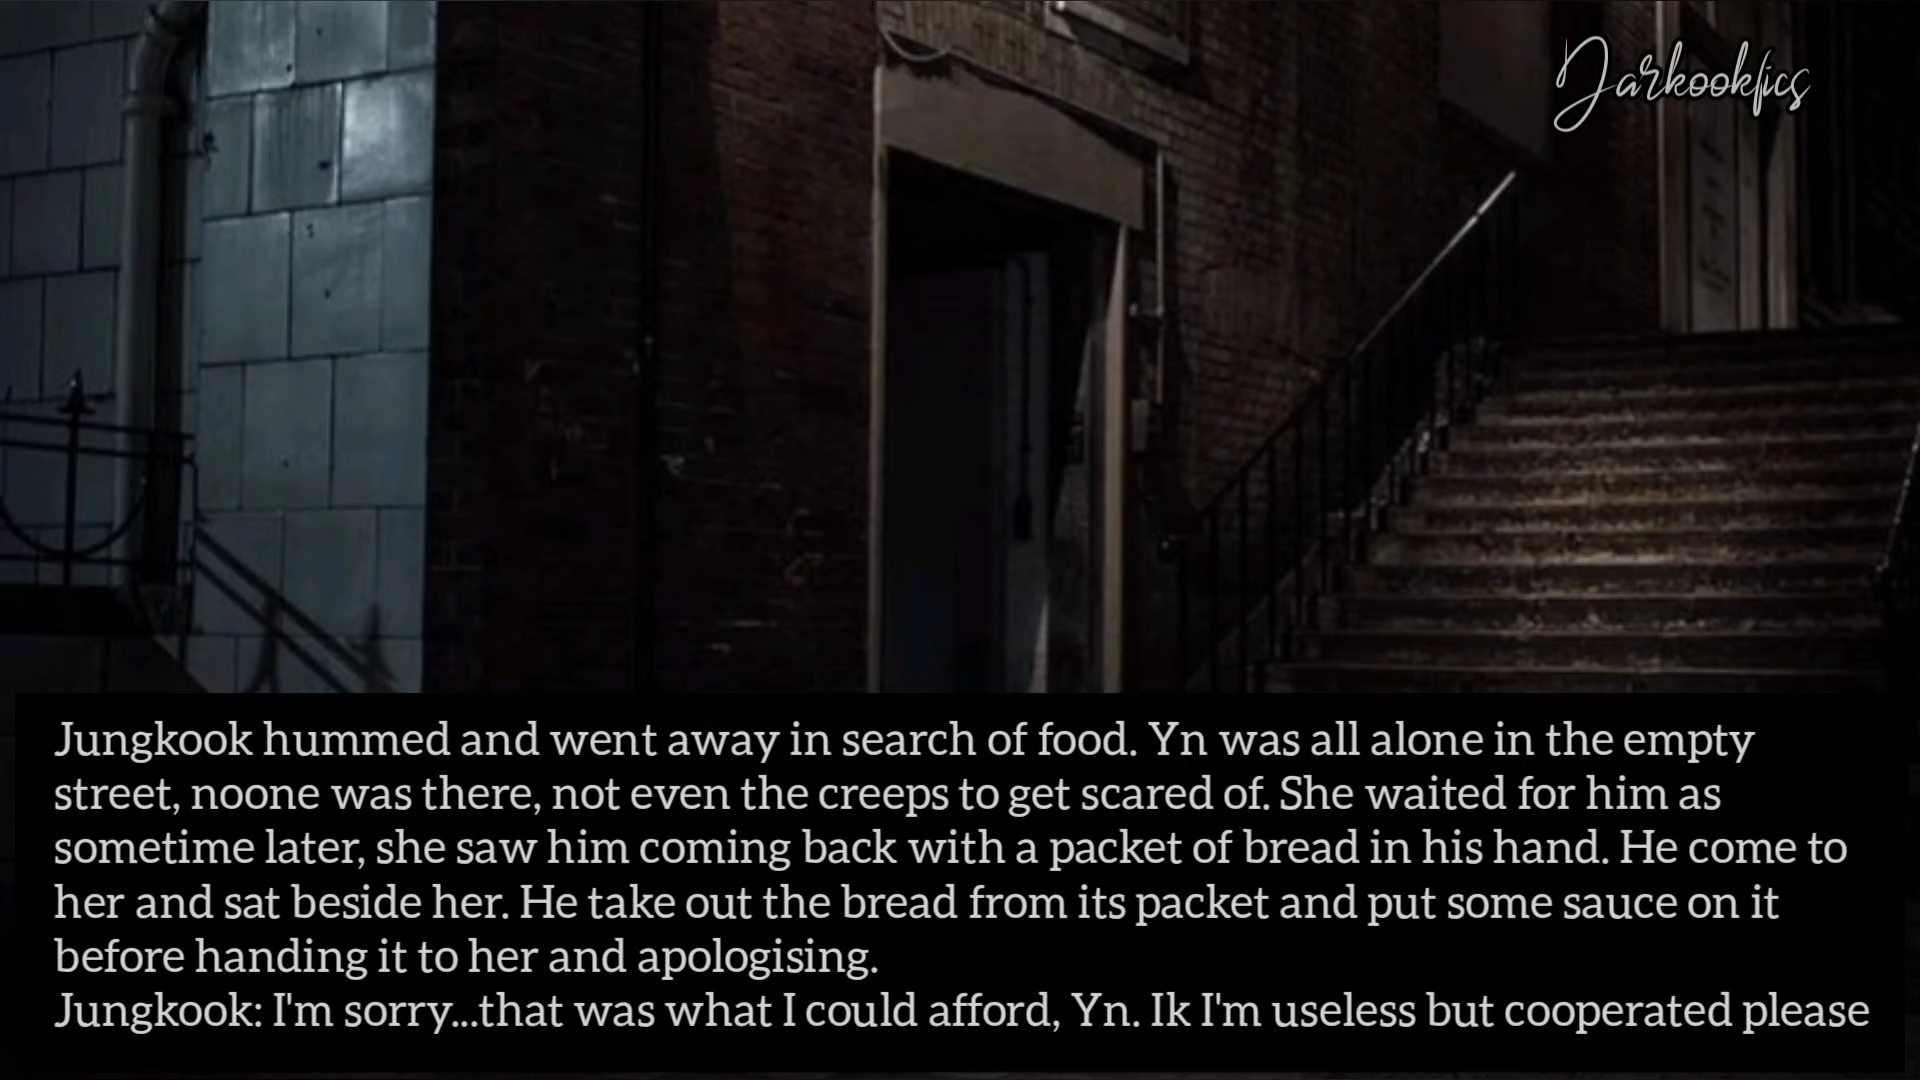 Darkookfics
Jungkook hummed and went away in search of food. Yn was all alone in the empty
street, noone was there, not even the creeps to get scared of. She waited for him as
sometime later, she saw him coming back with a packet of bread in his hand. He come to
her and sat beside her. He take out the bread from its packet and put some sauce on it
before handing it to her and apologising.
Jungkook: I'm sorry...that was what I could afford, Yn. Ik I'm useless but cooperated please